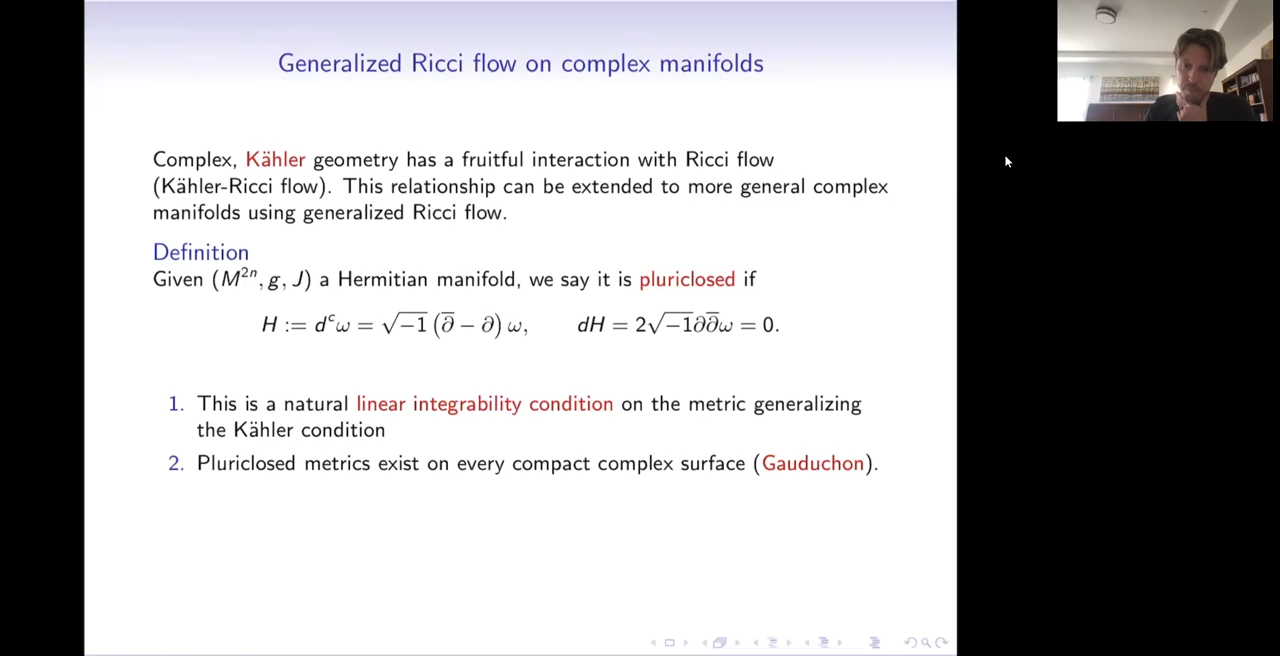 Generalized Ricci flow on complex manifolds
Complex, Kähler geometry has a fruitful interaction with Ricci flow
(Kähler-Ricci flow). This relationship can be extended to more general complex
manifolds using generalized Ricci flow.
Definition
Given (M²ⁿ, g, J) a Hermitian manifold, we say it is pluriclosed if
H := dᶜω = √−1 (∂̅ − ∂) ω, dH = 2√−1∂∂̅ω = 0.
1. This is a natural linear integrability condition on the metric generalizing
the Kähler condition
2. Pluriclosed metrics exist on every compact complex surface (Gauduchon).